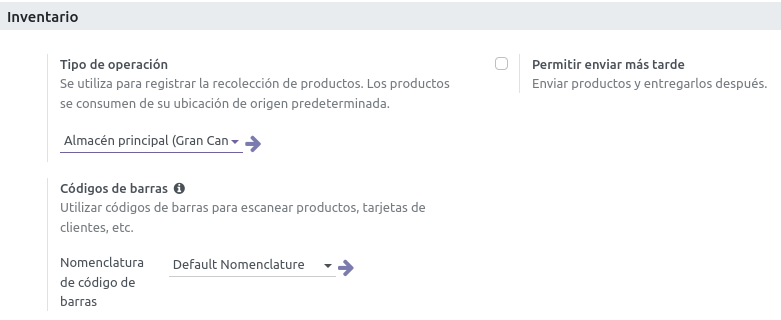 Inventario
Tipo de operación
Se utiliza para registrar la recolección de productos. Los productos
se consumen de su ubicación de origen predeterminada.
Almacén principal (Gran Can
Permitir enviar más tarde
Enviar productos y entregarlos después.
Códigos de barras
Utilizar códigos de barras para escanear productos, tarjetas de
clientes, etc.
Nomenclatura
de código de
barras
Default Nomenclature